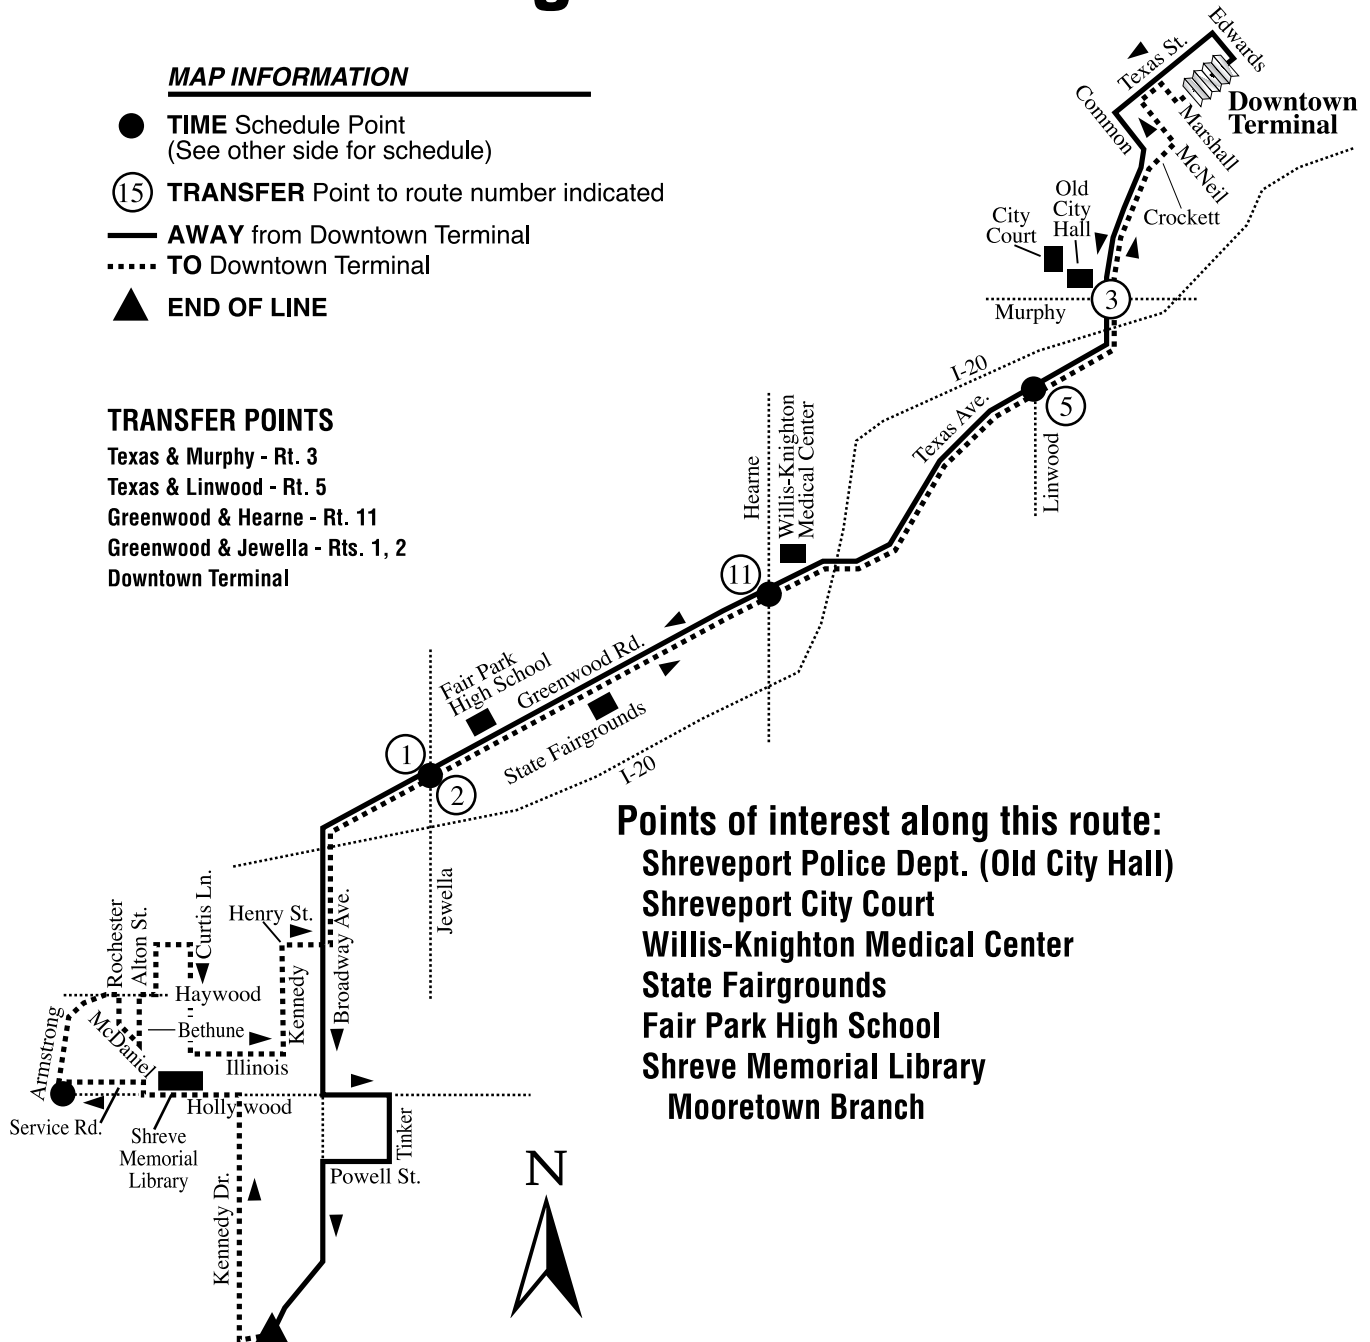 MAP INFORMATION
TIME Schedule Point
(See other side for schedule)
15 TRANSFER Point to route number indicated
AWAY from Downtown Terminal
TO Downtown Terminal
END OF LINE
TRANSFER POINTS
Texas & Murphy - Rt. 3
Texas & Linwood - Rt. 5
Greenwood & Hearne - Rt. 11
Greenwood & Jewella - Rts. 1, 2
Downtown Terminal
Edwards
Texas St.
Downtown
Terminal
Common
Marshall
McNeil
Crockett
Old
City
Hall
City
Court
3
Murphy
I-20
5
Texas Ave.
Linwood
Hearne
Willis-Knighton
Medical Center
11
Fair Park
High School
Greenwood Rd.
State Fairgrounds
I-20
1
2
Jewella
Points of interest along this route:
Shreveport Police Dept. (Old City Hall)
Shreveport City Court
Willis-Knighton Medical Center
State Fairgrounds
Fair Park High School
Shreve Memorial Library
Mooretown Branch
Rochester
Alton St.
Curtis Ln.
Henry St.
Broadway Ave.
Haywood
Kennedy
Armstrong
McDaniel
Bethune
Illinois
Hollywood
Service Rd.
Shreve
Memorial
Library
Tinker
Powell St.
Kennedy Dr.
N